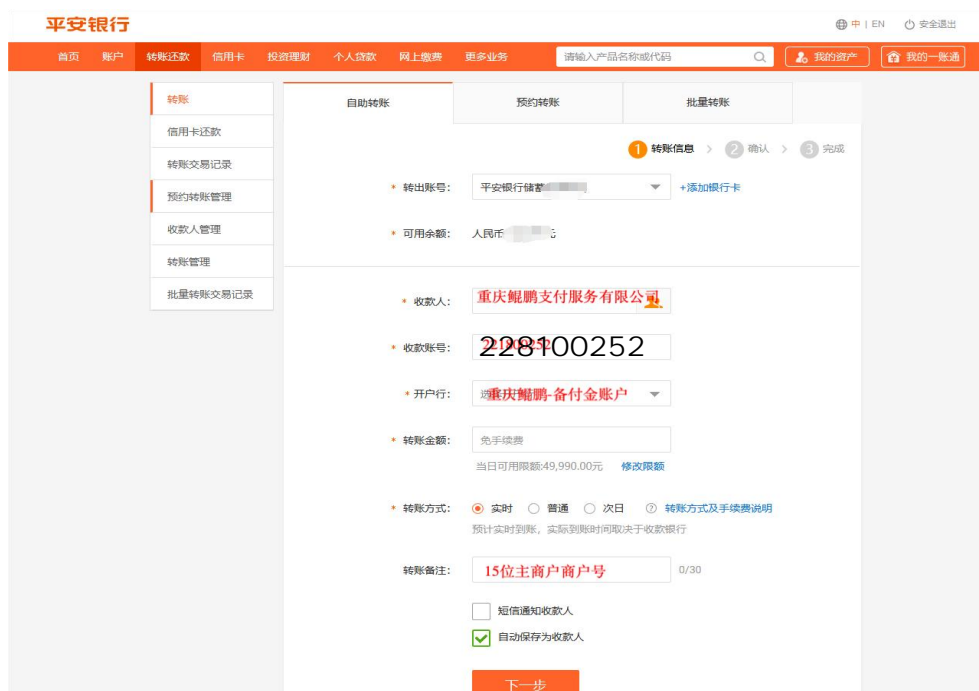 平安银行
中 | EN 安全退出
首页 账户 转账还款 信用卡 投资理财 个人贷款 网上缴费 更多业务 请输入产品名称或代码 我的资产 我的一账通
转账
信用卡还款
转账交易记录
预约转账管理
收款人管理
转账管理
批量转账交易记录
自助转账 预约转账 批量转账
1 转账信息 > 2 确认 > 3 完成
* 转出账号: 平安银行储蓄 +添加银行卡
* 可用余额: 人民币 元
* 收款人: 重庆鲲鹏支付服务有限公司
* 收款账号: 228100252
* 开户行: 重庆鲲鹏-备付金账户
* 转账金额: 免手续费
当日可用限额:49,990.00元 修改限额
* 转账方式: 实时 普通 次日 ? 转账方式及手续费说明
预计实时到账，实际到账时间取决于收款银行
转账备注: 15位主商户商户号 0/30
短信通知收款人
自动保存为收款人
下一步